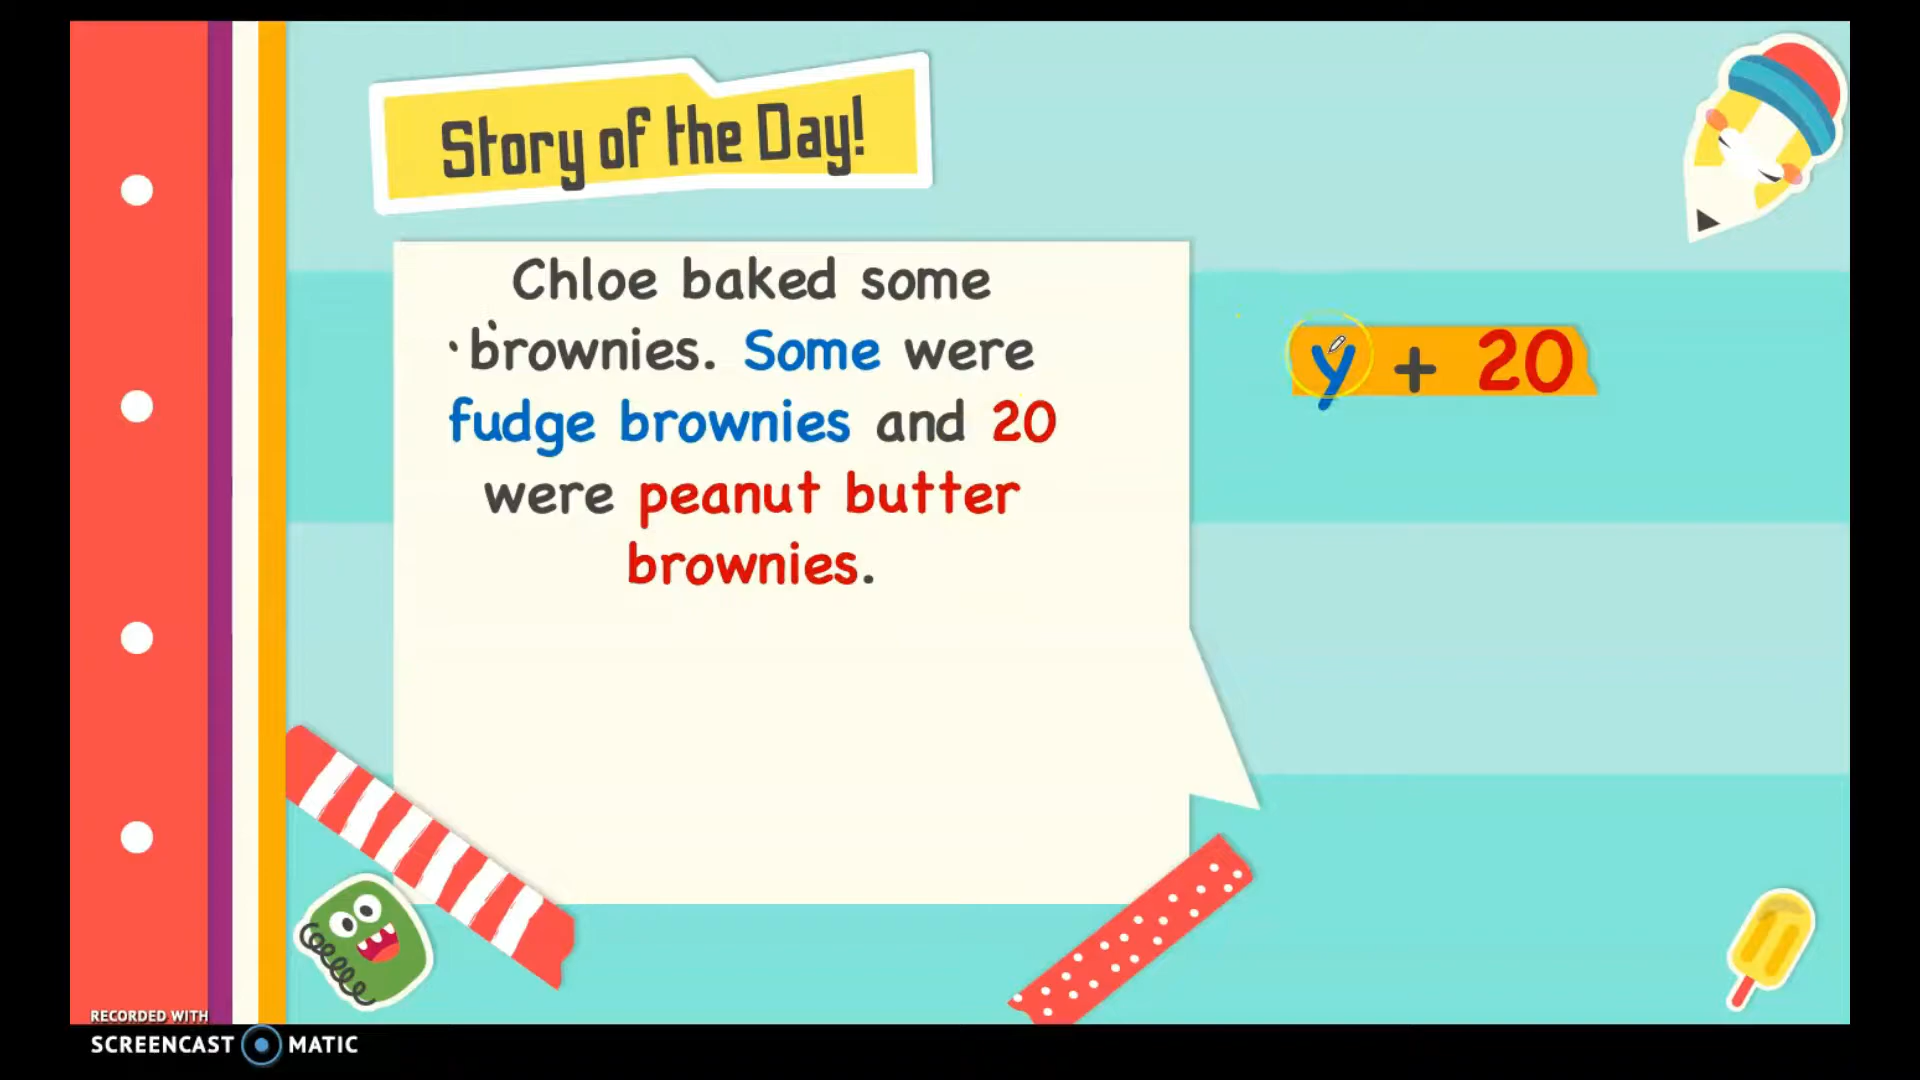 Story of the Day!
Chloe baked some
brownies. Some were
fudge brownies and 20
were peanut butter
brownies.
y + 20
RECORDED WITH
SCREENCAST MATIC